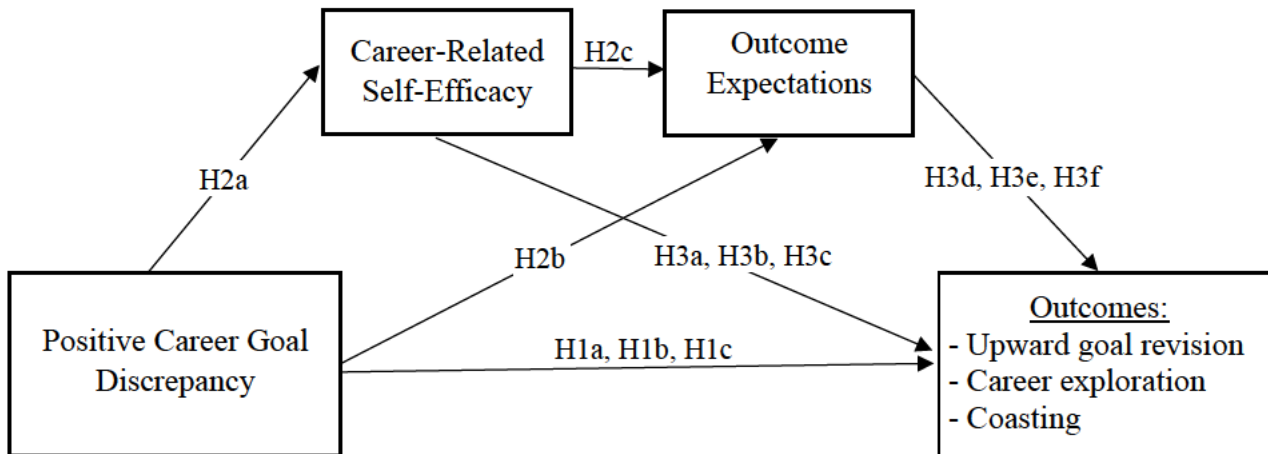 Career-Related
Self-Efficacy
H2c
Outcome
Expectations
H2a
H3d, H3e, H3f
H2b
H3a, H3b, H3c
Positive Career Goal
Discrepancy
H1a, H1b, H1c
Outcomes:
- Upward goal revision
- Career exploration
- Coasting